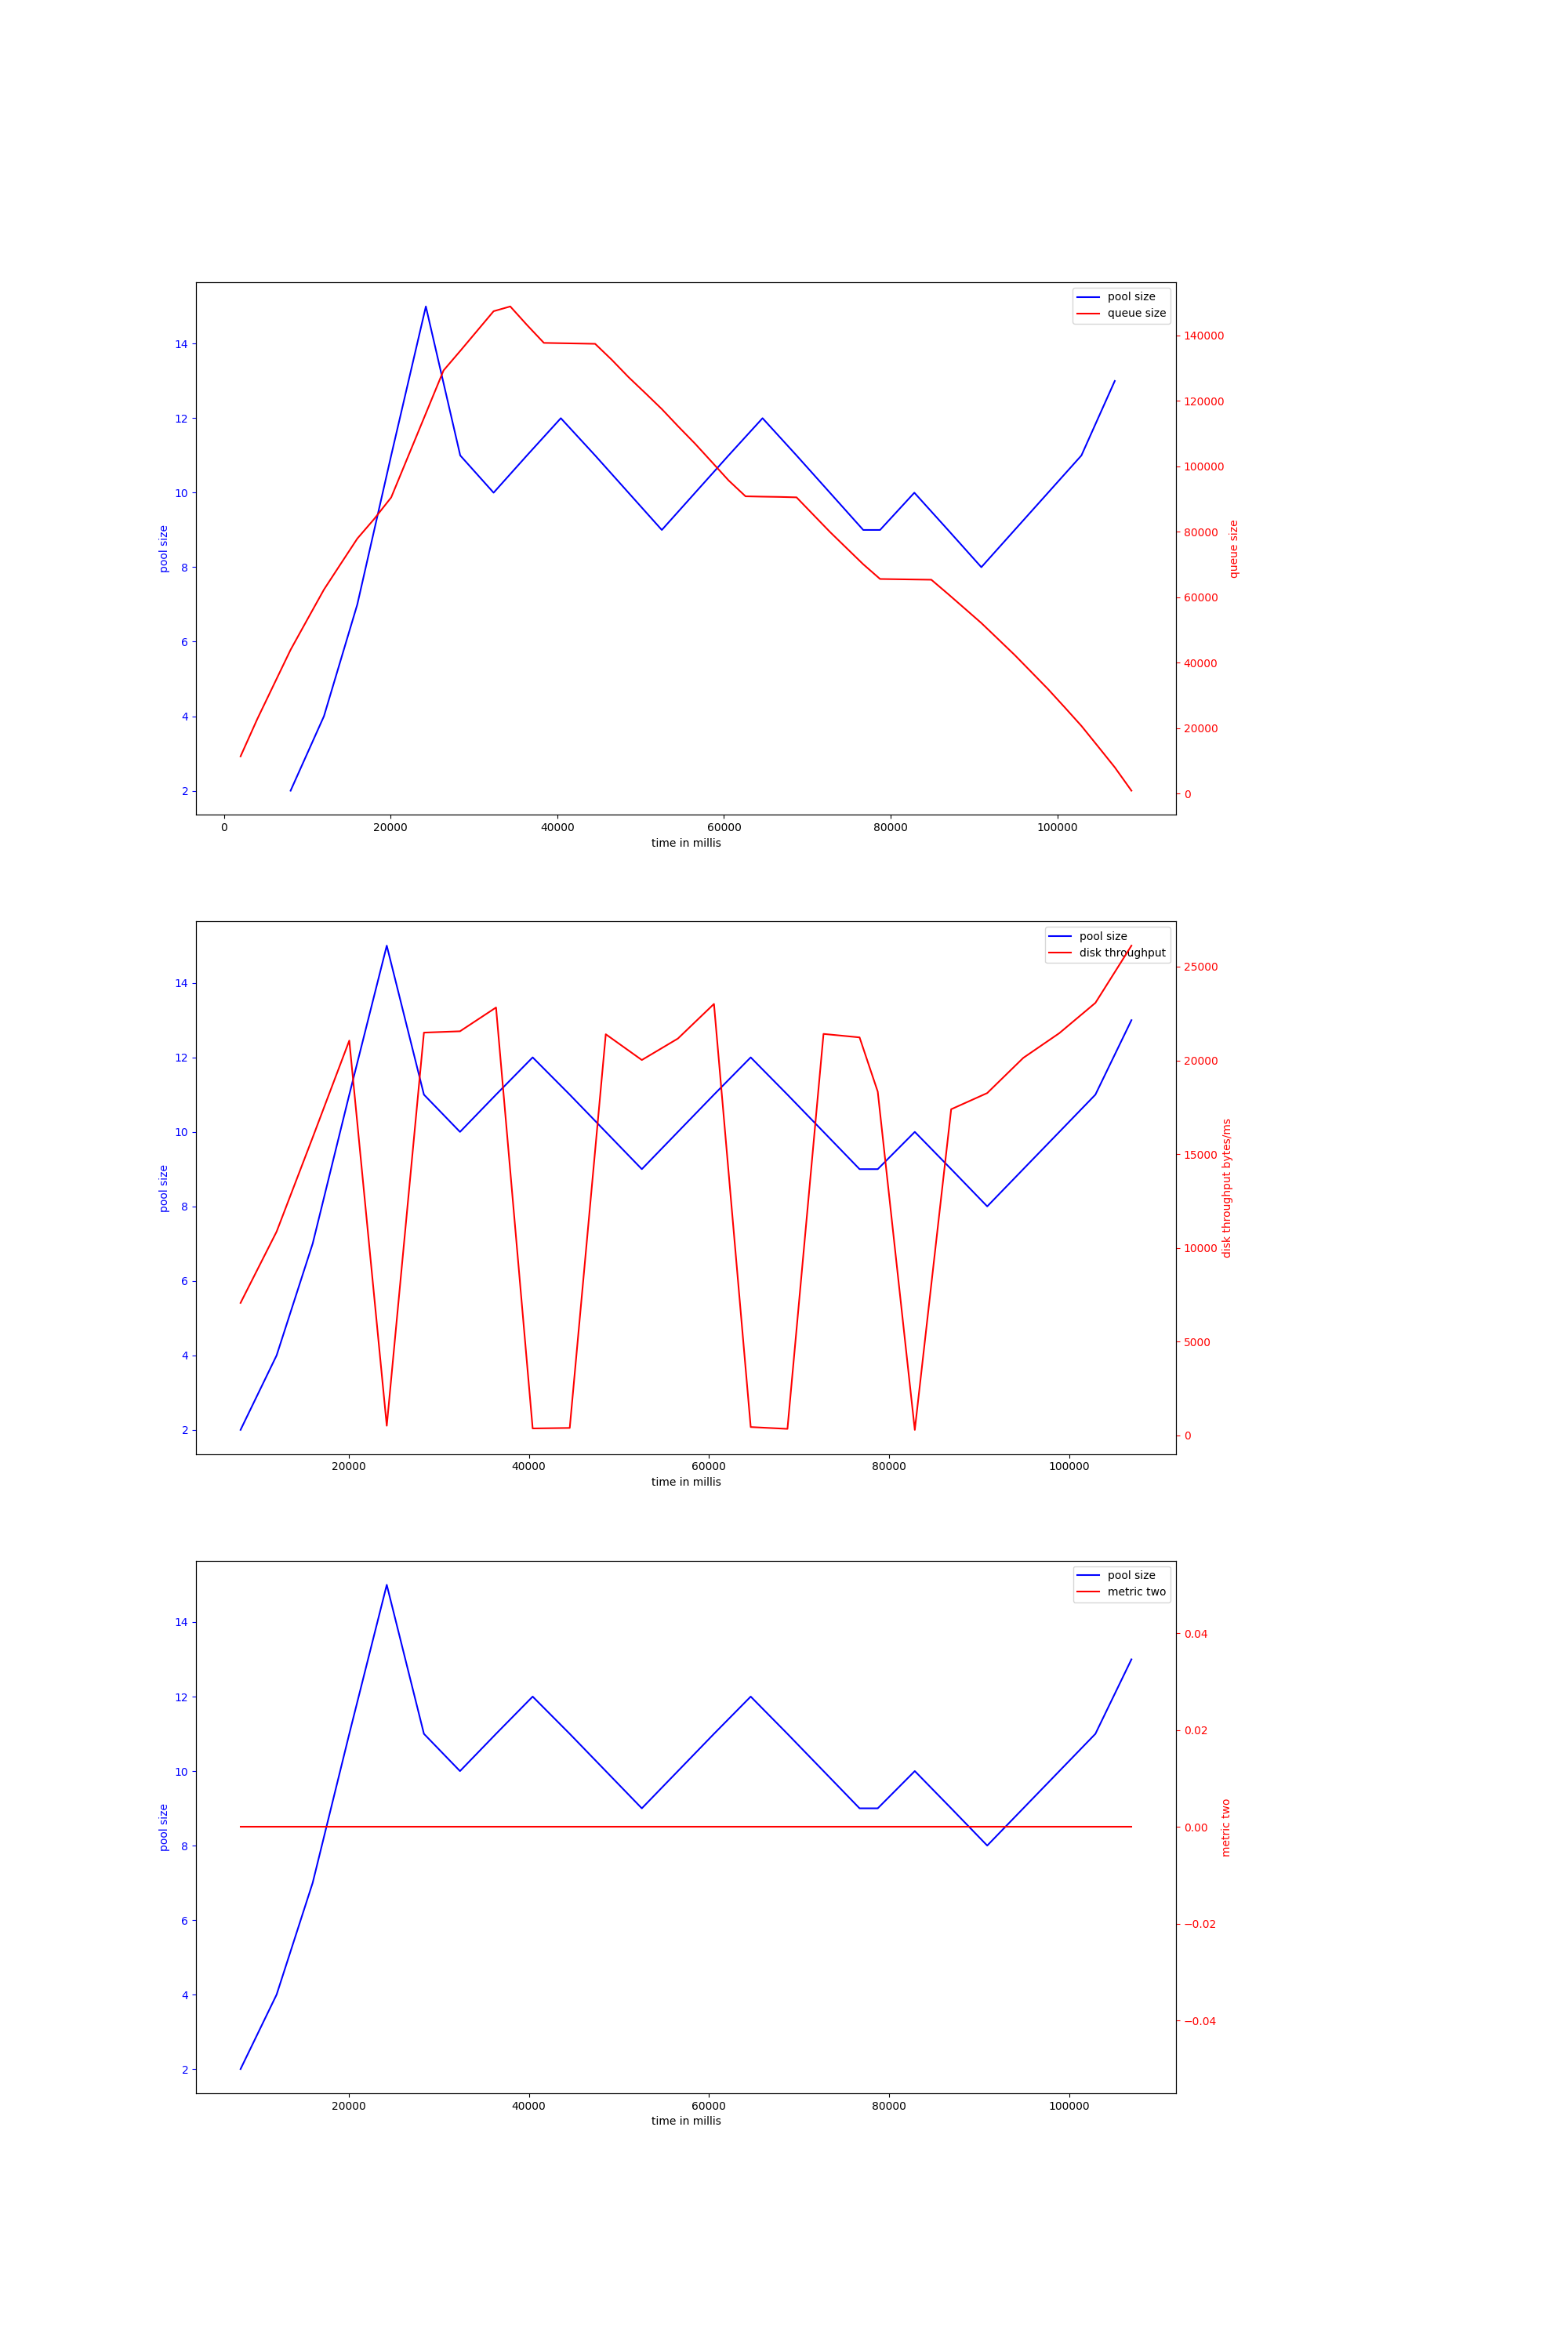 pool size
queue size
14
12
10
8
6
4
2
pool size
140000
120000
100000
80000
60000
40000
20000
0
queue size
0 20000 40000 60000 80000 100000
time in millis
pool size
disk throughput
14
12
10
8
6
4
2
pool size
25000
20000
15000
10000
5000
0
disk throughput bytes/ms
20000 40000 60000 80000 100000
time in millis
pool size
metric two
14
12
10
8
6
4
2
pool size
0.04
0.02
0.00
−0.02
−0.04
metric two
20000 40000 60000 80000 100000
time in millis